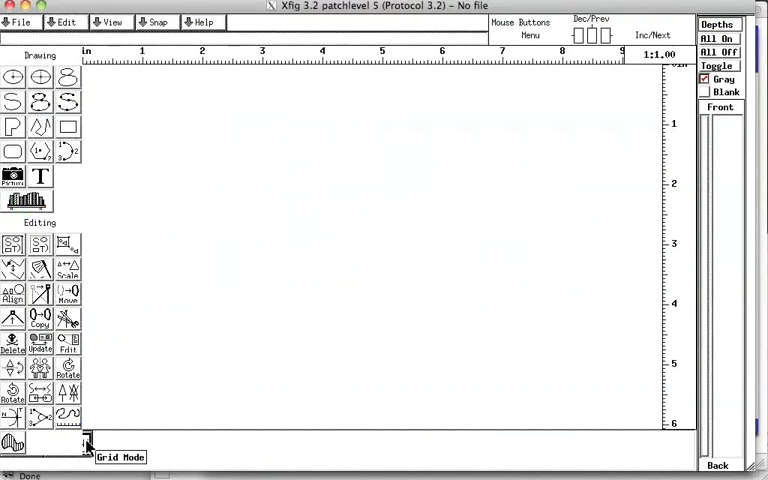 Xfig 3.2 patchlevel 5 (Protocol 3.2) - No file
File Edit View Snap Help
Mouse Buttons
Menu
Dec/Prev
Inc/Next
Depths
All On
All Off
Toggle
Gray
Blank
Front
Back
Drawing
in 1 2 3 4 5 6 7 8 9
1:1.00
1
2
3
4
5
6
Picture
T
Editing
Scale
Align
Move
Copy
Delete
Update
Edit
Rotate
Rotate
Grid Mode
Done